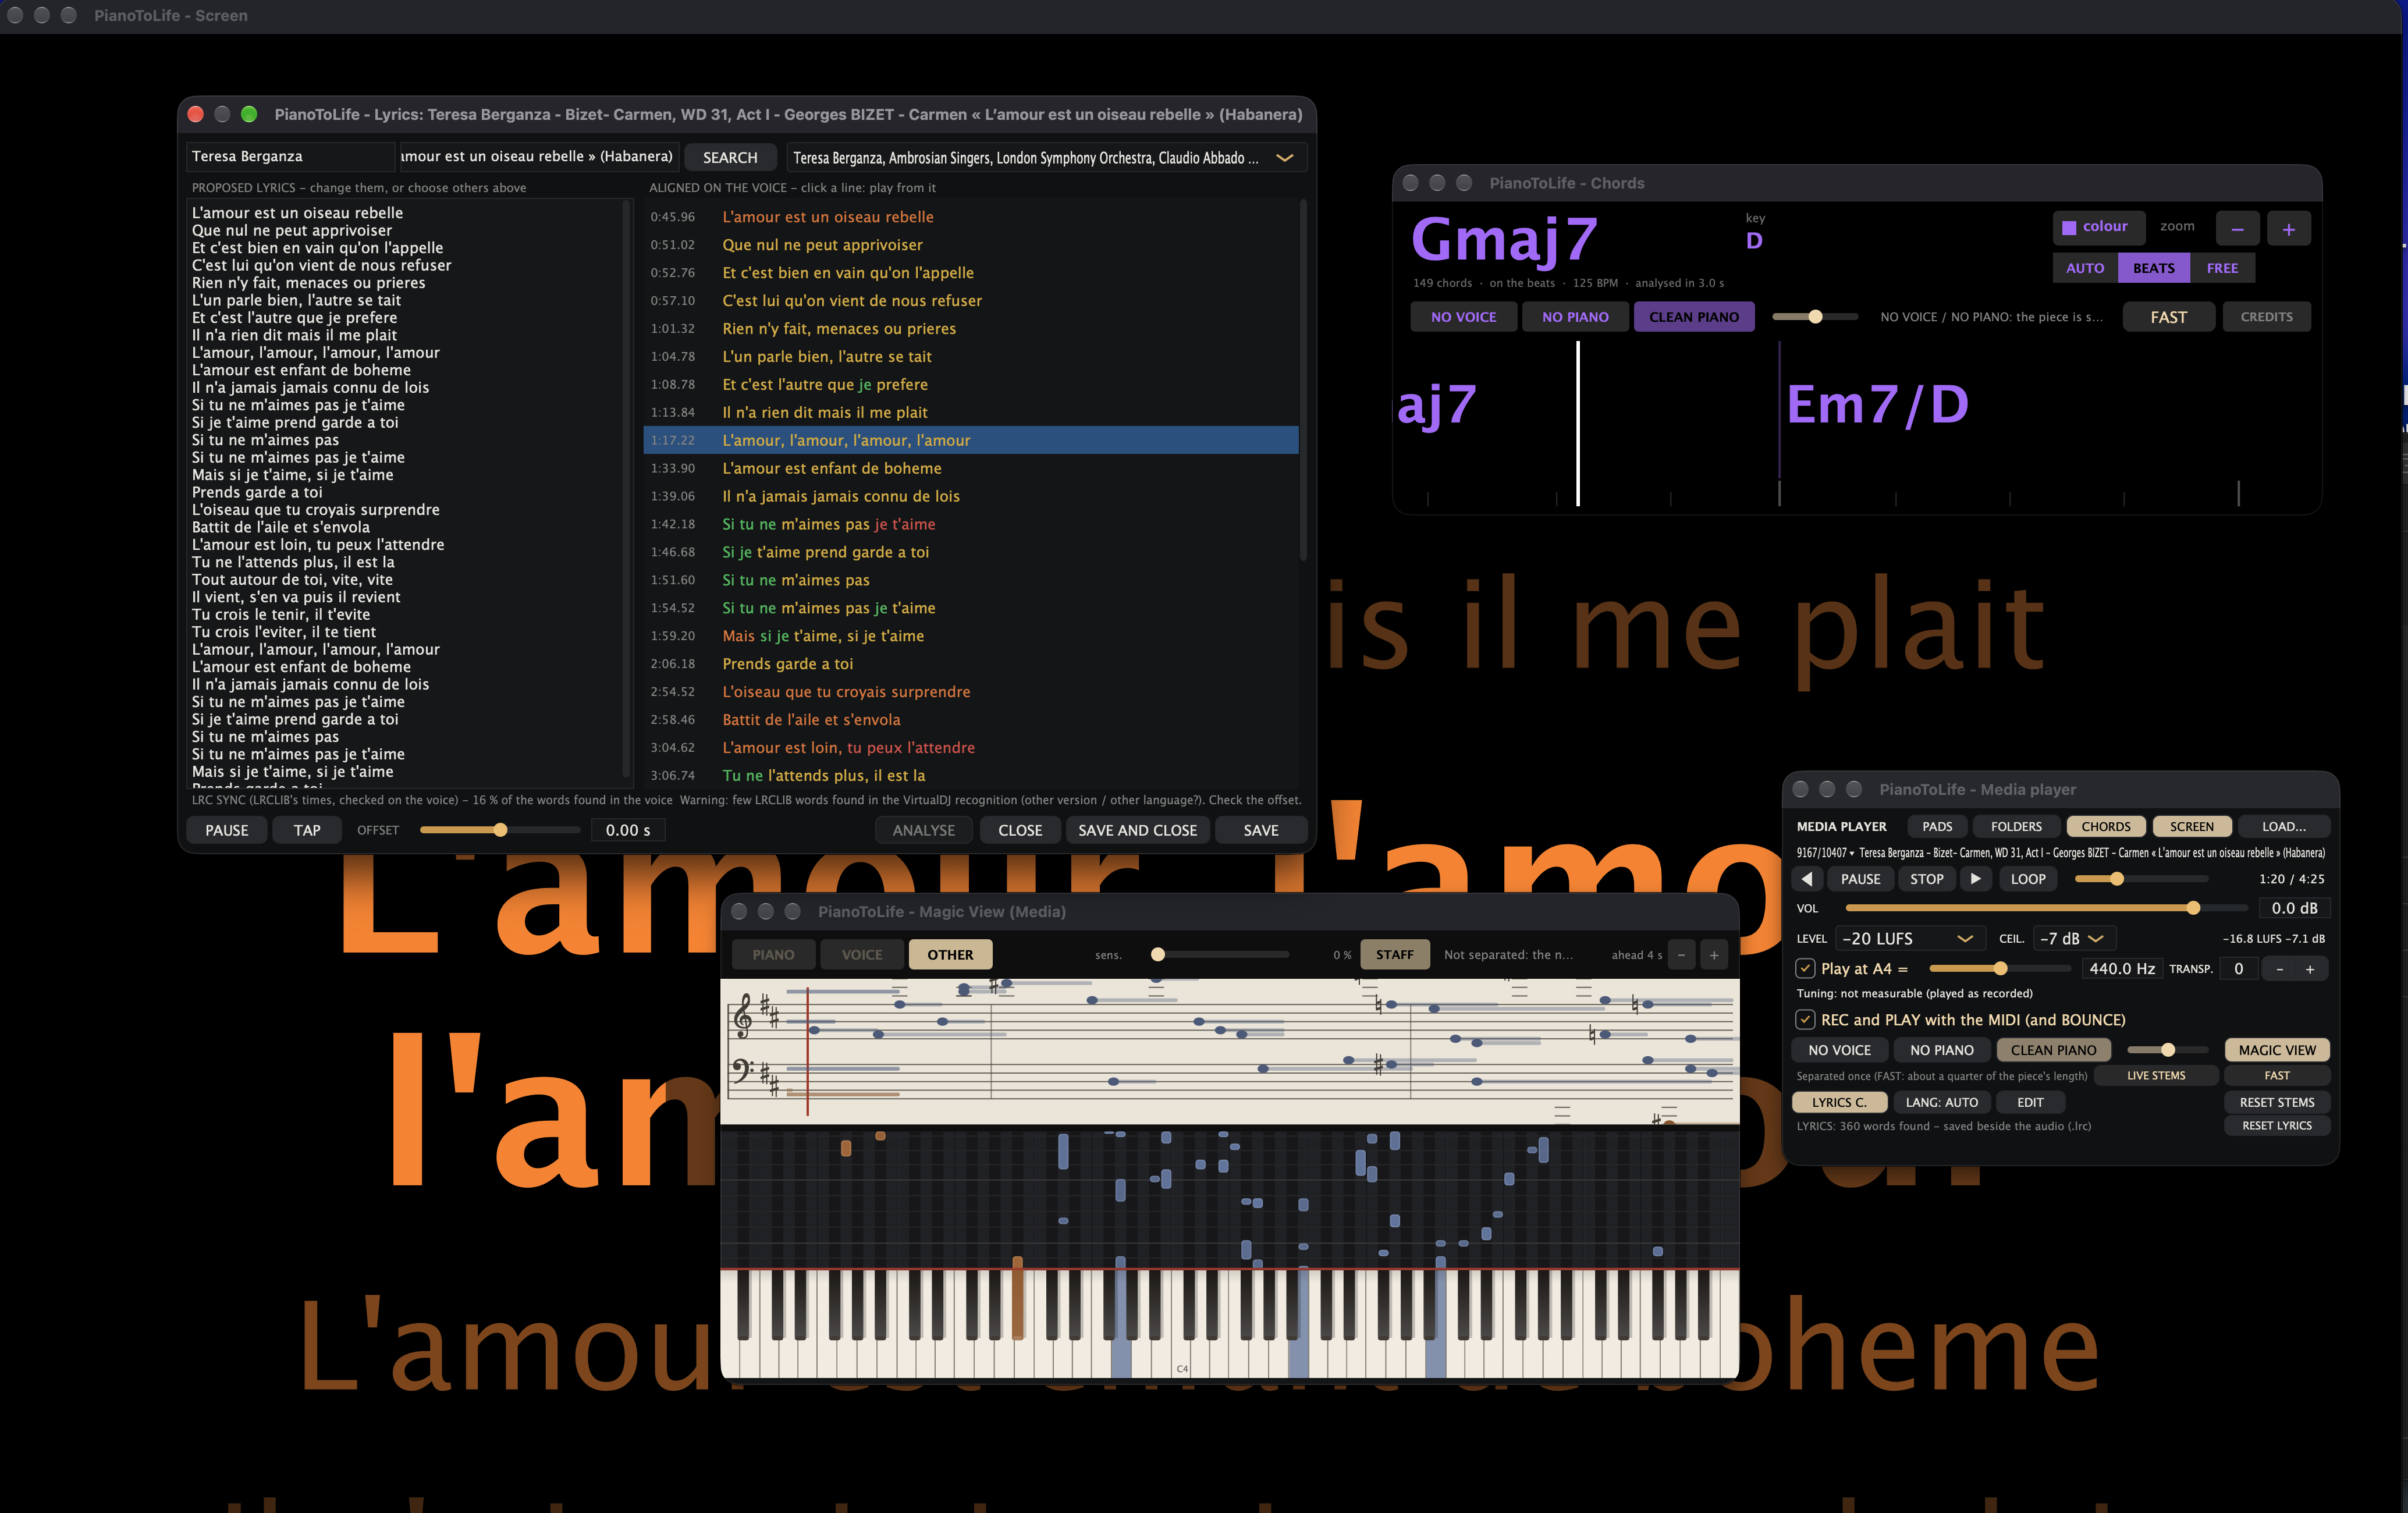 PianoToLife - Screen
PianoToLife - Lyrics: Teresa Berganza - Bizet- Carmen, WD 31, Act I - Georges BIZET - Carmen « L'amour est un oiseau rebelle » (Habanera)
Teresa Berganza
amour est un oiseau rebelle » (Habanera)
SEARCH
Teresa Berganza, Ambrosian Singers, London Symphony Orchestra, Claudio Abbado ...
PROPOSED LYRICS – change them, or choose others above
L'amour est un oiseau rebelle
Que nul ne peut apprivoiser
Et c'est bien en vain qu'on l'appelle
C'est lui qu'on vient de nous refuser
Rien n'y fait, menaces ou prieres
L'un parle bien, l'autre se tait
Et c'est l'autre que je prefere
Il n'a rien dit mais il me plait
L'amour, l'amour, l'amour, l'amour
L'amour est enfant de boheme
Il n'a jamais jamais connu de lois
Si tu ne m'aimes pas je t'aime
Si je t'aime prend garde a toi
Si tu ne m'aimes pas
Si tu ne m'aimes pas je t'aime
Mais si je t'aime, si je t'aime
Prends garde a toi
L'oiseau que tu croyais surprendre
Battit de l'aile et s'envola
L'amour est loin, tu peux l'attendre
Tu ne l'attends plus, il est la
Tout autour de toi, vite, vite
Il vient, s'en va puis il revient
Tu crois le tenir, il t'evite
Tu crois l'eviter, il te tient
L'amour, l'amour, l'amour, l'amour
L'amour est enfant de boheme
Il n'a jamais jamais connu de lois
Si tu ne m'aimes pas je t'aime
Si je t'aime prend garde a toi
Si tu ne m'aimes pas
Si tu ne m'aimes pas je t'aime
Mais si je t'aime, si je t'aime
Prends garde a toi
ALIGNED ON THE VOICE – click a line: play from it
0:45.96 L'amour est un oiseau rebelle
0:51.02 Que nul ne peut apprivoiser
0:52.76 Et c'est bien en vain qu'on l'appelle
0:57.10 C'est lui qu'on vient de nous refuser
1:01.32 Rien n'y fait, menaces ou prieres
1:04.78 L'un parle bien, l'autre se tait
1:08.78 Et c'est l'autre que je prefere
1:13.84 Il n'a rien dit mais il me plait
1:17.22 L'amour, l'amour, l'amour, l'amour
1:33.90 L'amour est enfant de boheme
1:39.06 Il n'a jamais jamais connu de lois
1:42.18 Si tu ne m'aimes pas je t'aime
1:46.68 Si je t'aime prend garde a toi
1:51.60 Si tu ne m'aimes pas
1:54.52 Si tu ne m'aimes pas je t'aime
1:59.20 Mais si je t'aime, si je t'aime
2:06.18 Prends garde a toi
2:54.52 L'oiseau que tu croyais surprendre
2:58.46 Battit de l'aile et s'envola
3:04.62 L'amour est loin, tu peux l'attendre
3:06.74 Tu ne l'attends plus, il est la
LRC SYNC (LRCLIB's times, checked on the voice) – 16 % of the words found in the voice Warning: few LRCLIB words found in the VirtualDJ recognition (other version / other language?). Check the offset.
PAUSE
TAP
OFFSET
0.00 s
ANALYSE
CLOSE
SAVE AND CLOSE
SAVE
PianoToLife - Chords
Gmaj7
key
D
colour
zoom
–
+
AUTO
BEATS
FREE
149 chords · on the beats · 125 BPM · analysed in 3.0 s
NO VOICE
NO PIANO
CLEAN PIANO
NO VOICE / NO PIANO: the piece is s...
FAST
CREDITS
aj7
Em7/D
is il me plait
L'amour, l'amo
l'am
our
L'amour
boheme
PianoToLife - Media player
MEDIA PLAYER
PADS
FOLDERS
CHORDS
SCREEN
LOAD...
9167/10407 Teresa Berganza - Bizet- Carmen, WD 31, Act I - Georges BIZET - Carmen « L'amour est un oiseau rebelle » (Habanera)
PAUSE
STOP
LOOP
1:20 / 4:25
VOL
0.0 dB
LEVEL
-20 LUFS
CEIL.
-7 dB
-16.8 LUFS -7.1 dB
Play at A4 =
440.0 Hz
TRANSP.
0
-
+
Tuning: not measurable (played as recorded)
REC and PLAY with the MIDI (and BOUNCE)
NO VOICE
NO PIANO
CLEAN PIANO
MAGIC VIEW
Separated once (FAST: about a quarter of the piece's length)
LIVE STEMS
FAST
LYRICS C.
LANG: AUTO
EDIT
RESET STEMS
LYRICS: 360 words found – saved beside the audio (.lrc)
RESET LYRICS
PianoToLife - Magic View (Media)
PIANO
VOICE
OTHER
sens.
0 %
STAFF
Not separated: the n...
ahead 4 s
-
+
C4